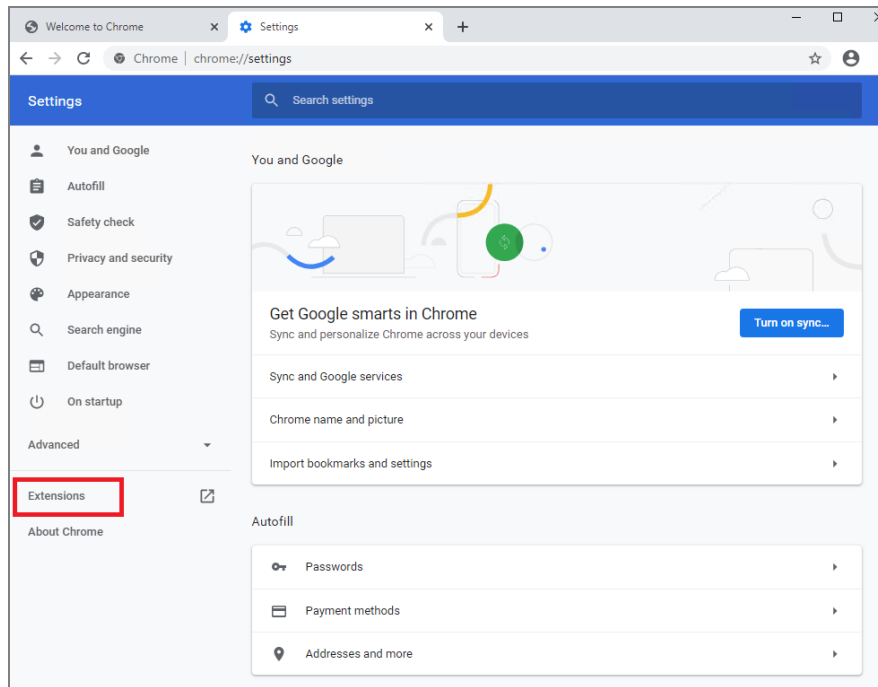 Welcome to Chrome
Settings
Chrome | chrome://settings
Settings
Search settings
You and Google
Autofill
Safety check
Privacy and security
Appearance
Search engine
Default browser
On startup
Advanced
Extensions
About Chrome
You and Google
Get Google smarts in Chrome
Sync and personalize Chrome across your devices
Turn on sync...
Sync and Google services
Chrome name and picture
Import bookmarks and settings
Autofill
Passwords
Payment methods
Addresses and more